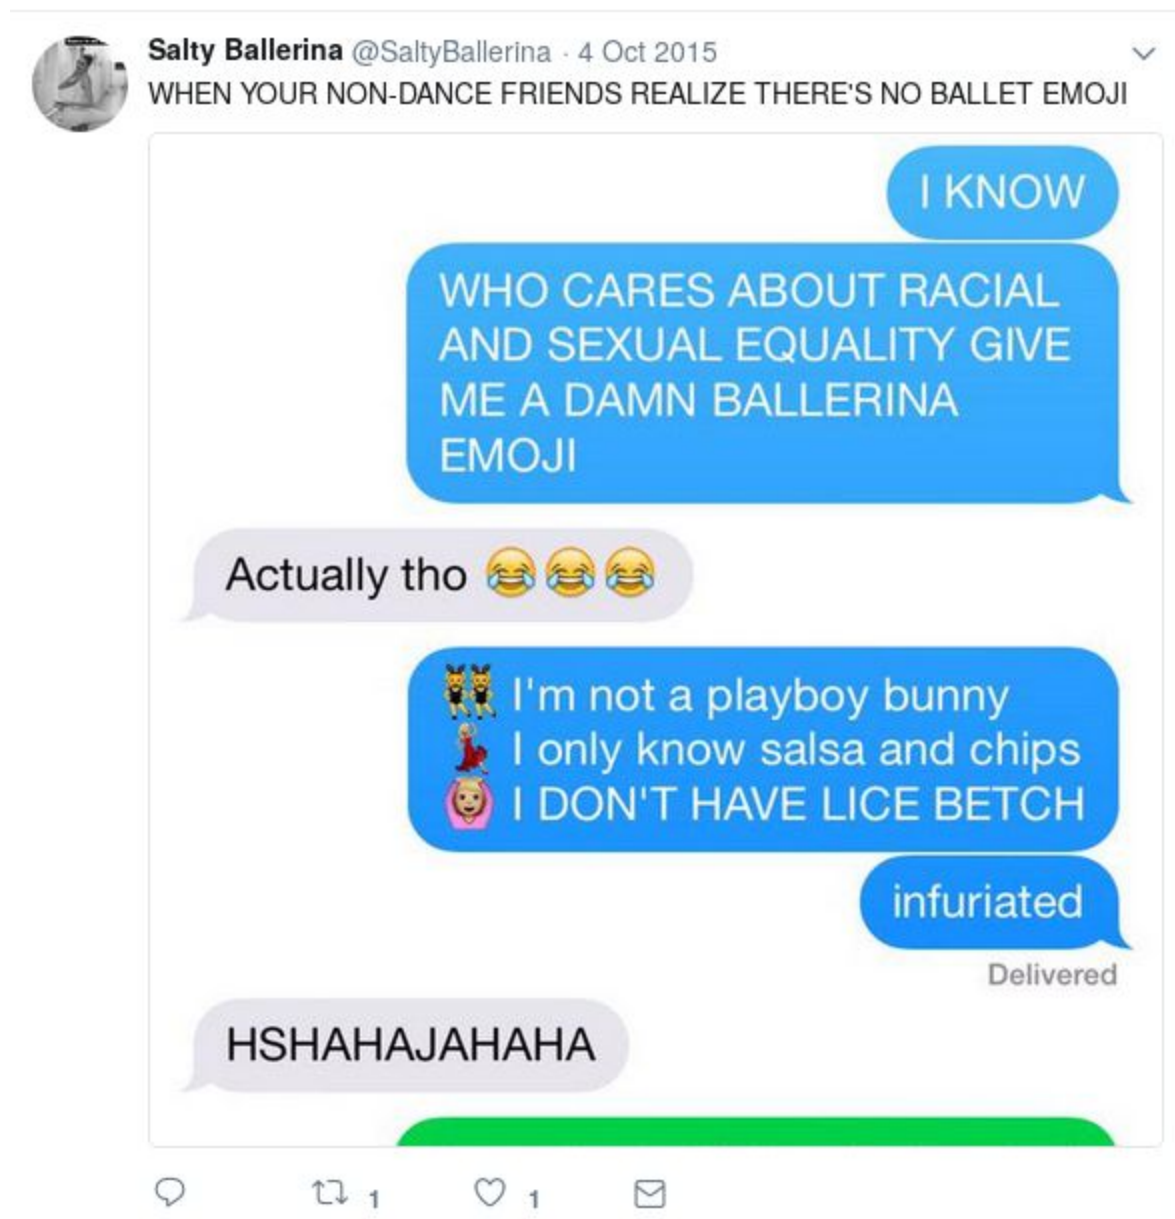 Salty Ballerina @SaltyBallerina · 4 Oct 2015
WHEN YOUR NON-DANCE FRIENDS REALIZE THERE'S NO BALLET EMOJI
I KNOW
WHO CARES ABOUT RACIAL
AND SEXUAL EQUALITY GIVE
ME A DAMN BALLERINA
EMOJI
Actually tho 😂😂😂
👯 I'm not a playboy bunny
💃🏼 I only know salsa and chips
🙆🏼 I DON'T HAVE LICE BETCH
infuriated
Delivered
HSHAHAJAHAHA
1 1